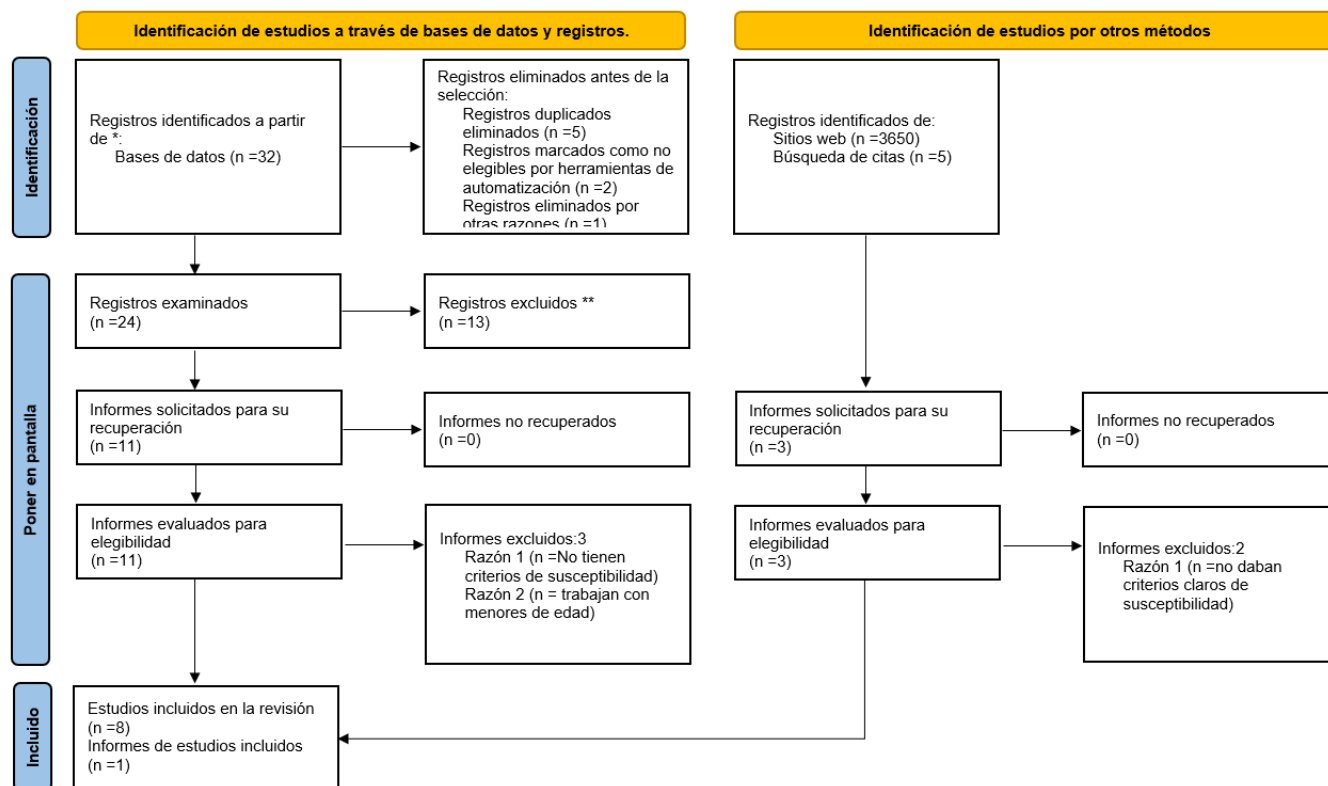 Identificación de estudios a través de bases de datos y registros.
Identificación de estudios por otros métodos
Identificación
Registros identificados a partir
de *:
Bases de datos (n =32)
Registros eliminados antes de la
selección:
Registros duplicados
eliminados (n =5)
Registros marcados como no
elegibles por herramientas de
automatización (n =2)
Registros eliminados por
otras razones (n =1)
Registros identificados de:
Sitios web (n =3650)
Búsqueda de citas (n =5)
Poner en pantalla
Registros examinados
(n =24)
Registros excluidos **
(n =13)
Informes solicitados para su
recuperación
(n =11)
Informes no recuperados
(n =0)
Informes solicitados para su
recuperación
(n =3)
Informes no recuperados
(n =0)
Informes evaluados para
elegibilidad
(n =11)
Informes excluidos:3
Razón 1 (n =No tienen
criterios de susceptibilidad)
Razón 2 (n = trabajan con
menores de edad)
Informes evaluados para
elegibilidad
(n =3)
Informes excluidos:2
Razón 1 (n =no daban
criterios claros de
susceptibilidad)
Incluido
Estudios incluidos en la revisión
(n =8)
Informes de estudios incluidos
(n =1)